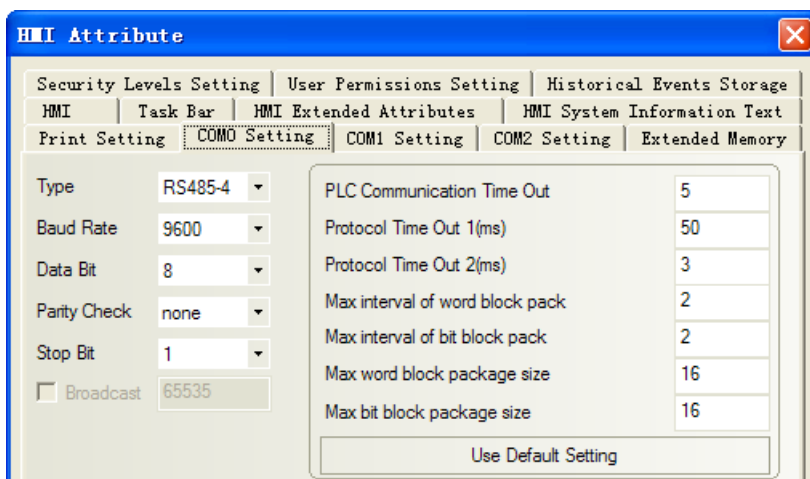 HMI Attribute
Security Levels Setting User Permissions Setting Historical Events Storage
HMI Task Bar HMI Extended Attributes HMI System Information Text
Print Setting COM0 Setting COM1 Setting COM2 Setting Extended Memory
Type RS485-4
Baud Rate 9600
Data Bit 8
Parity Check none
Stop Bit 1
Broadcast 65535
PLC Communication Time Out 5
Protocol Time Out 1(ms) 50
Protocol Time Out 2(ms) 3
Max interval of word block pack 2
Max interval of bit block pack 2
Max word block package size 16
Max bit block package size 16
Use Default Setting